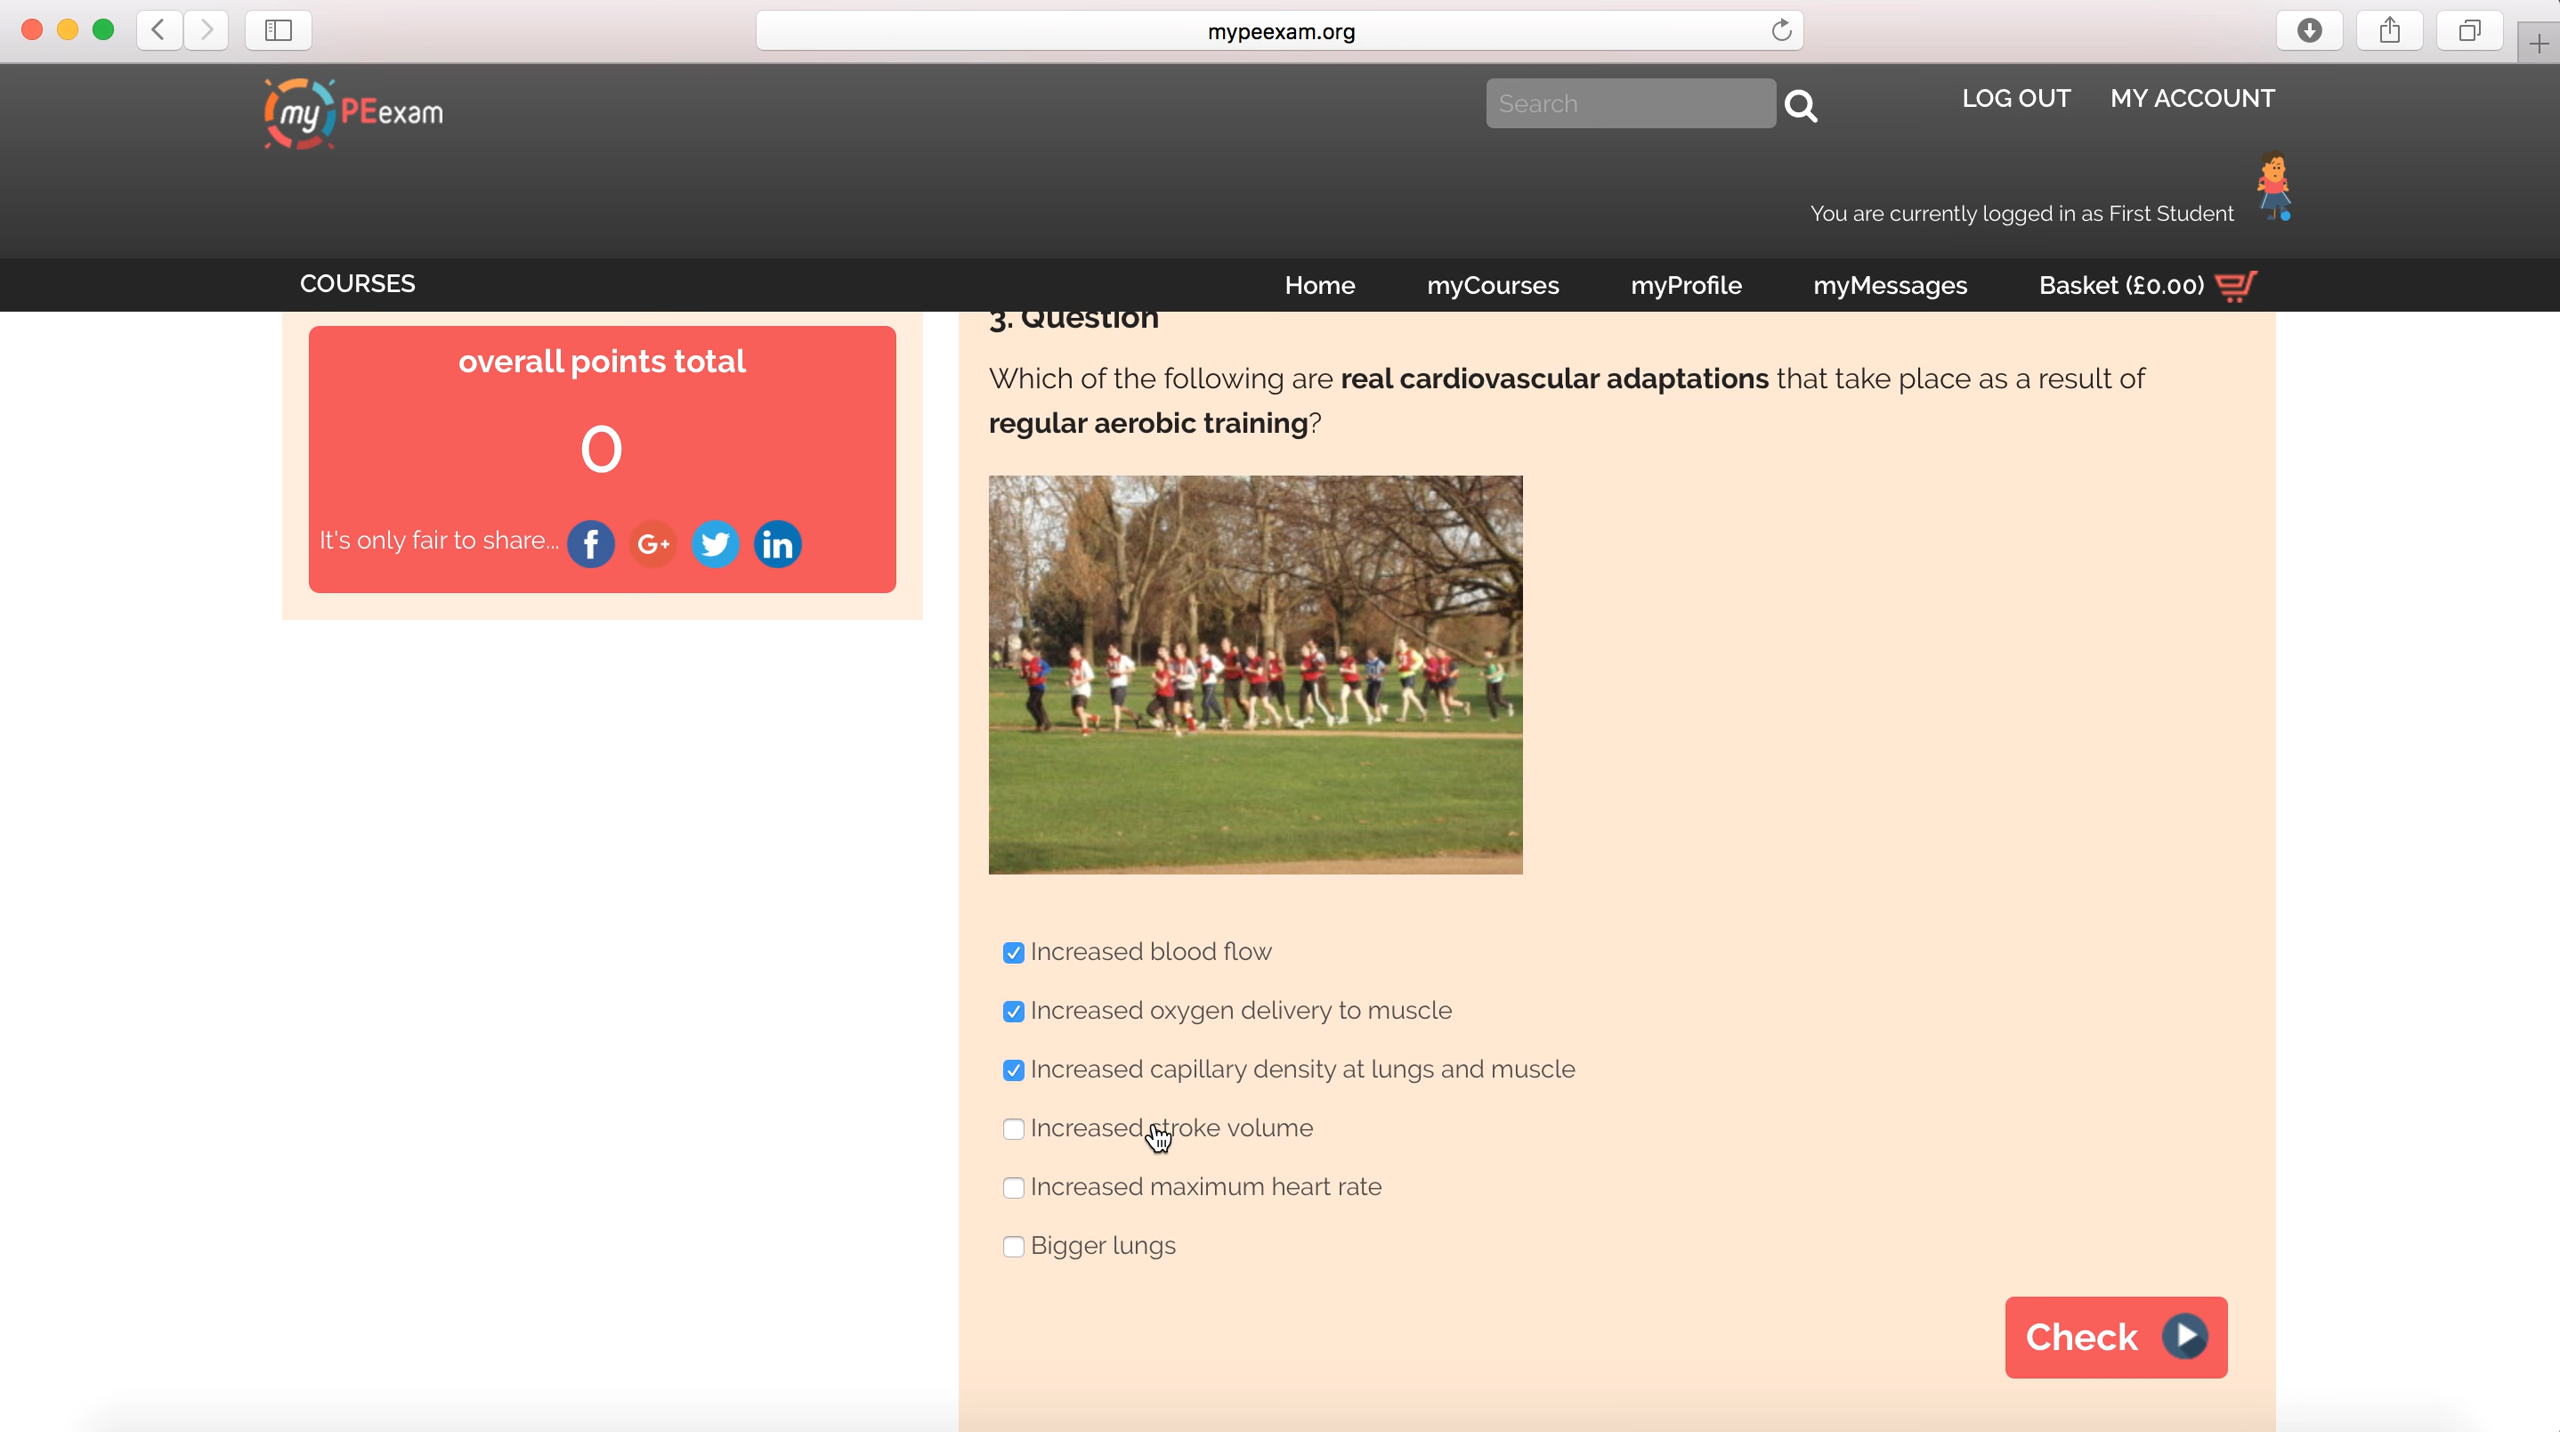 mypeexam.org
my PEexam
Search
LOG OUT MY ACCOUNT
You are currently logged in as First Student
COURSES Home myCourses myProfile myMessages Basket (£0.00)
overall points total
0
It's only fair to share... f G+ in
3. Question
Which of the following are real cardiovascular adaptations that take place as a result of
regular aerobic training?
Increased blood flow
Increased oxygen delivery to muscle
Increased capillary density at lungs and muscle
Increased stroke volume
Increased maximum heart rate
Bigger lungs
Check